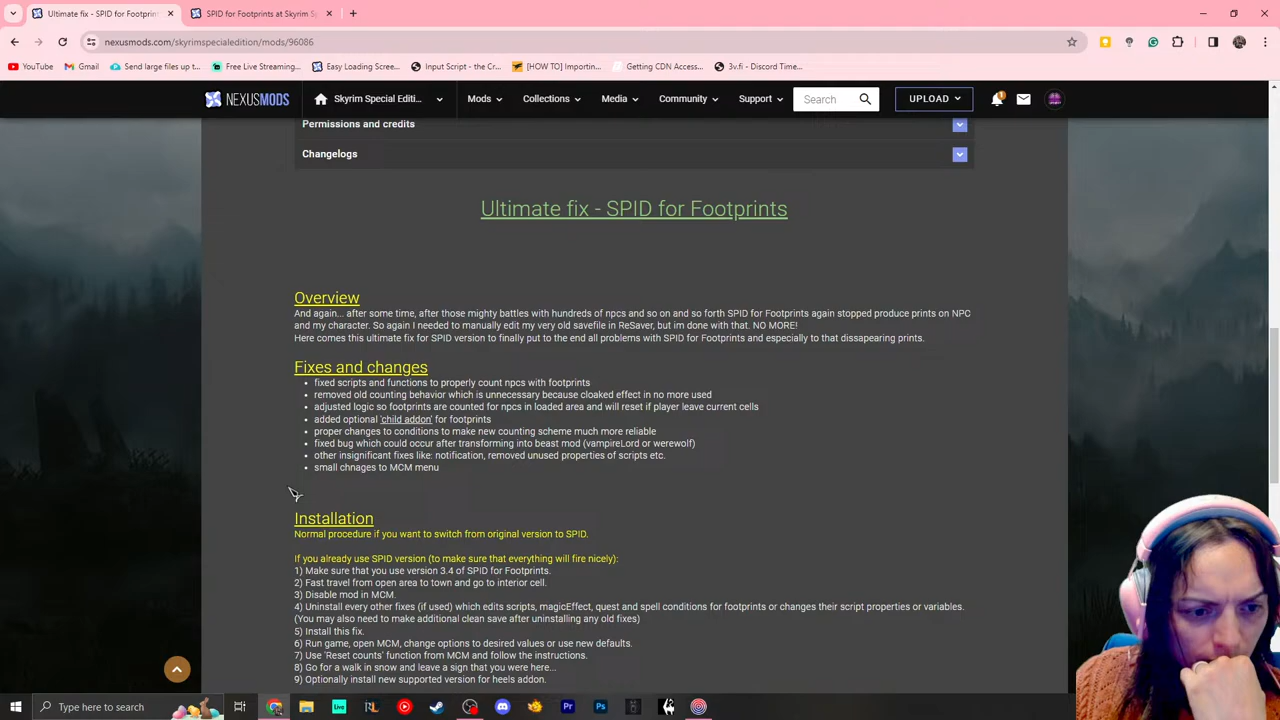 Ultimate fix - SPID for Footprin
SPID for Footprints at Skyrim Sp
nexusmods.com/skyrimspecialedition/mods/96086
YouTube
Gmail
Send large files up t...
Free Live Streaming...
Easy Loading Scree...
Input Script - the Cr...
[HOW TO] Importin...
Getting CDN Access...
3v.fi - Discord Time...
NEXUSMODS
Skyrim Special Editi...
Mods
Collections
Media
Community
Support
Search
UPLOAD
1
Permissions and credits
Changelogs
Ultimate fix - SPID for Footprints
Overview
And again... after some time, after those mighty battles with hundreds of npcs and so on and so forth SPID for Footprints again stopped produce prints on NPC
and my character. So again I needed to manually edit my very old savefile in ReSaver, but im done with that. NO MORE!
Here comes this ultimate fix for SPID version to finally put to the end all problems with SPID for Footprints and especially to that dissapearing prints.
Fixes and changes
• fixed scripts and functions to properly count npcs with footprints
• removed old counting behavior which is unnecessary because cloaked effect in no more used
• adjusted logic so footprints are counted for npcs in loaded area and will reset if player leave current cells
• added optional 'child addon' for footprints
• proper changes to conditions to make new counting scheme much more reliable
• fixed bug which could occur after transforming into beast mod (vampireLord or werewolf)
• other insignificant fixes like: notification, removed unused properties of scripts etc.
• small chnages to MCM menu
Installation
Normal procedure if you want to switch from original version to SPID.
If you already use SPID version (to make sure that everything will fire nicely):
1) Make sure that you use version 3.4 of SPID for Footprints.
2) Fast travel from open area to town and go to interior cell.
3) Disable mod in MCM.
4) Uninstall every other fixes (if used) which edits scripts, magicEffect, quest and spell conditions for footprints or changes their script properties or variables.
(You may also need to make additional clean save after uninstalling any old fixes)
5) Install this fix.
6) Run game, open MCM, change options to desired values or use new defaults.
7) Use 'Reset counts' function from MCM and follow the instructions.
8) Go for a walk in snow and leave a sign that you were here...
9) Optionally install new supported version for heels addon.
Type here to search
Live
Pr
Ps